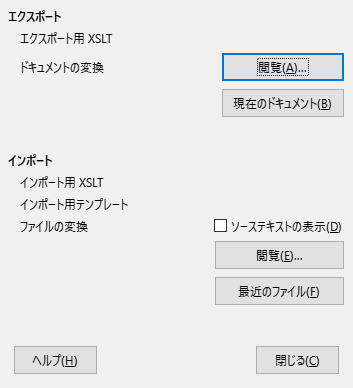 エクスポート
エクスポート用 XSLT
ドキュメントの変換 閲覧(A)...
現在のドキュメント(B)
インポート
インポート用 XSLT
インポート用テンプレート
ファイルの変換 ソーステキストの表示(D)
閲覧(E)...
最近のファイル(F)
ヘルプ(H) 閉じる(C)